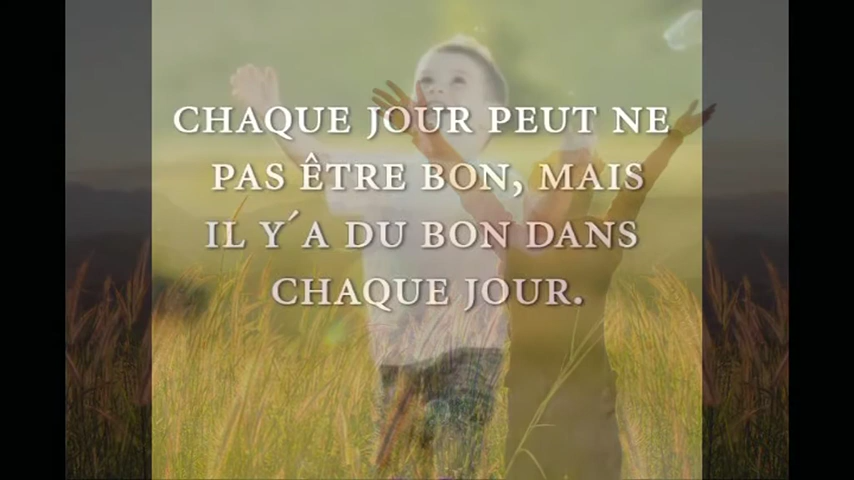 CHAQUE JOUR PEUT NE
PAS ÊTRE BON, MAIS
IL Y´A DU BON DANS
CHAQUE JOUR.